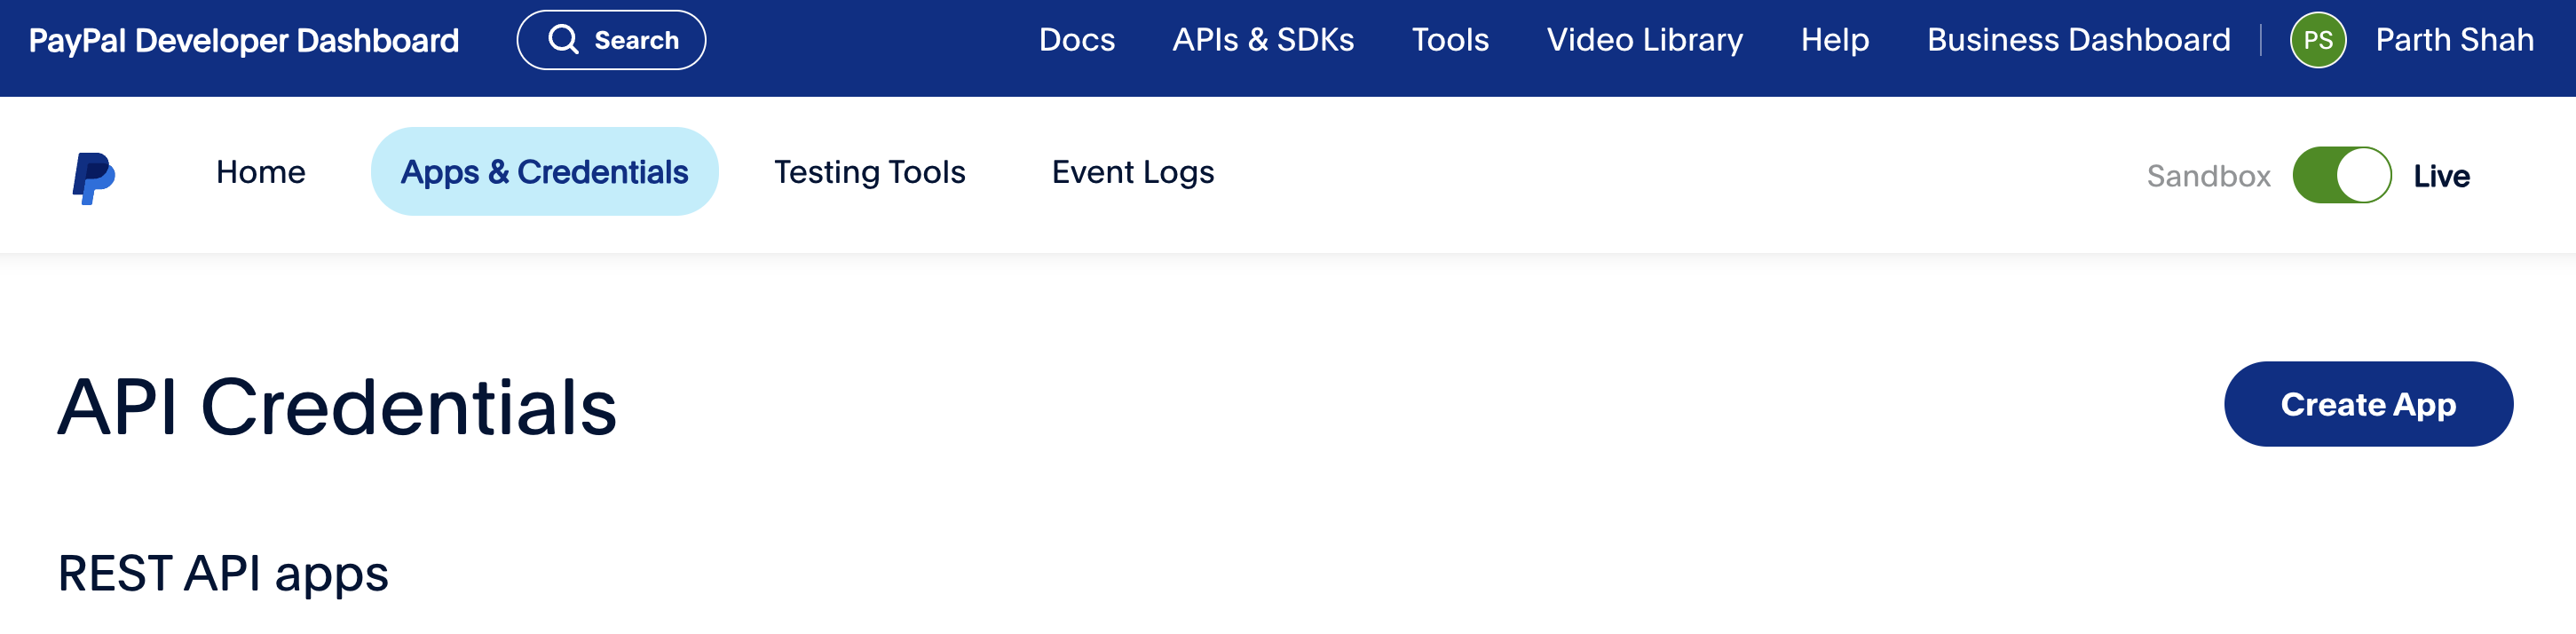 PayPal Developer Dashboard Search Docs APIs & SDKs Tools Video Library Help Business Dashboard PS Parth Shah
Home Apps & Credentials Testing Tools Event Logs Sandbox Live
API Credentials Create App
REST API apps